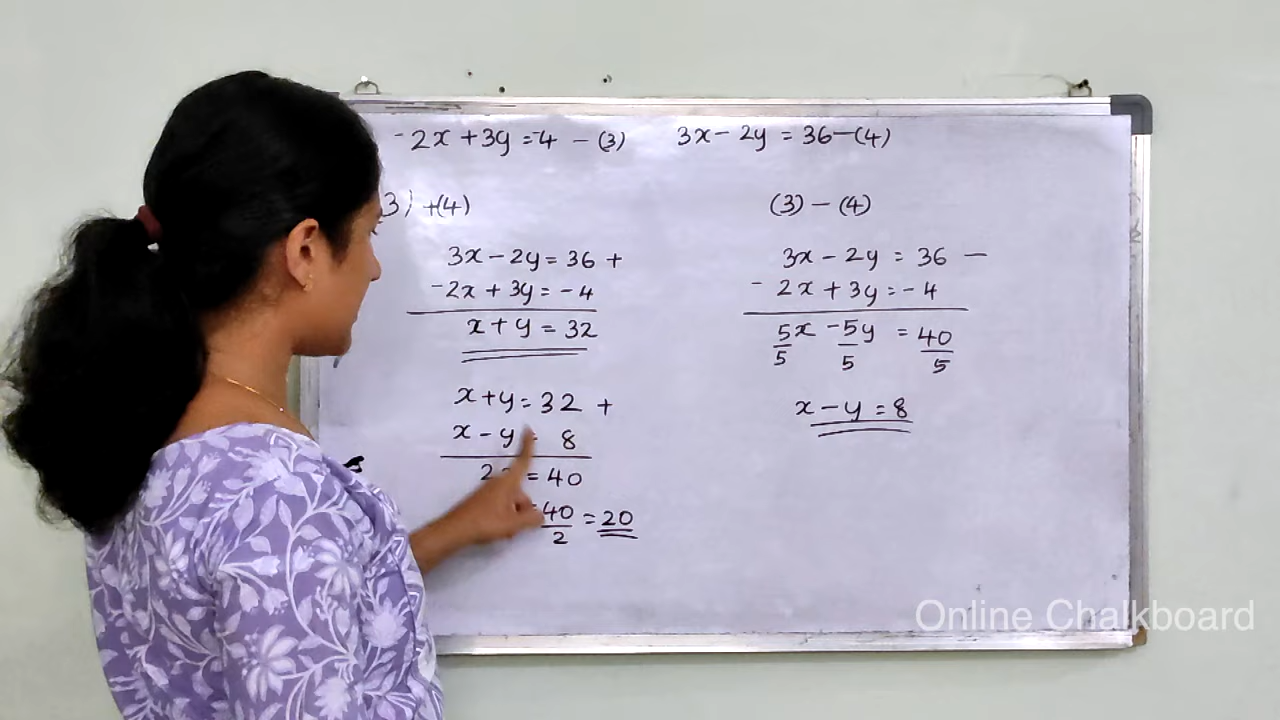 -2x + 3y = -4 - (3)
3x - 2y = 36 - (4)
3) + (4)
3x - 2y = 36 +
-2x + 3y = -4
x + y = 32
x + y = 32 +
x - y = 8
2 = 40
= 40/2 = 20
(3) - (4)
3x - 2y = 36 -
-2x + 3y = -4
5x/5 - 5y/5 = 40/5
x - y = 8
Online Chalkboard